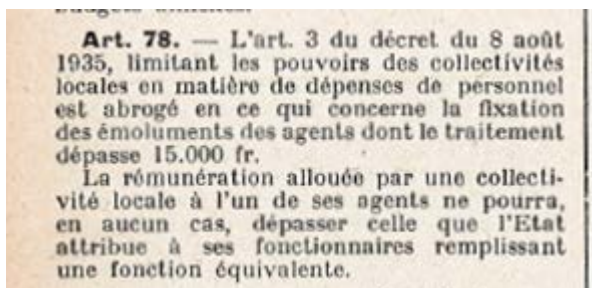 Art. 78. — L'art. 3 du décret du 8 août
1935, limitant les pouvoirs des collectivités
locales en matière de dépenses de personnel
est abrogé en ce qui concerne la fixation
des émoluments des agents dont le traitement
dépasse 15.000 fr.
La rémunération allouée par une collecti-
vité locale à l'un de ses agents ne pourra,
en aucun cas, dépasser celle que l'Etat
attribue à ses fonctionnaires remplissant
une fonction équivalente.